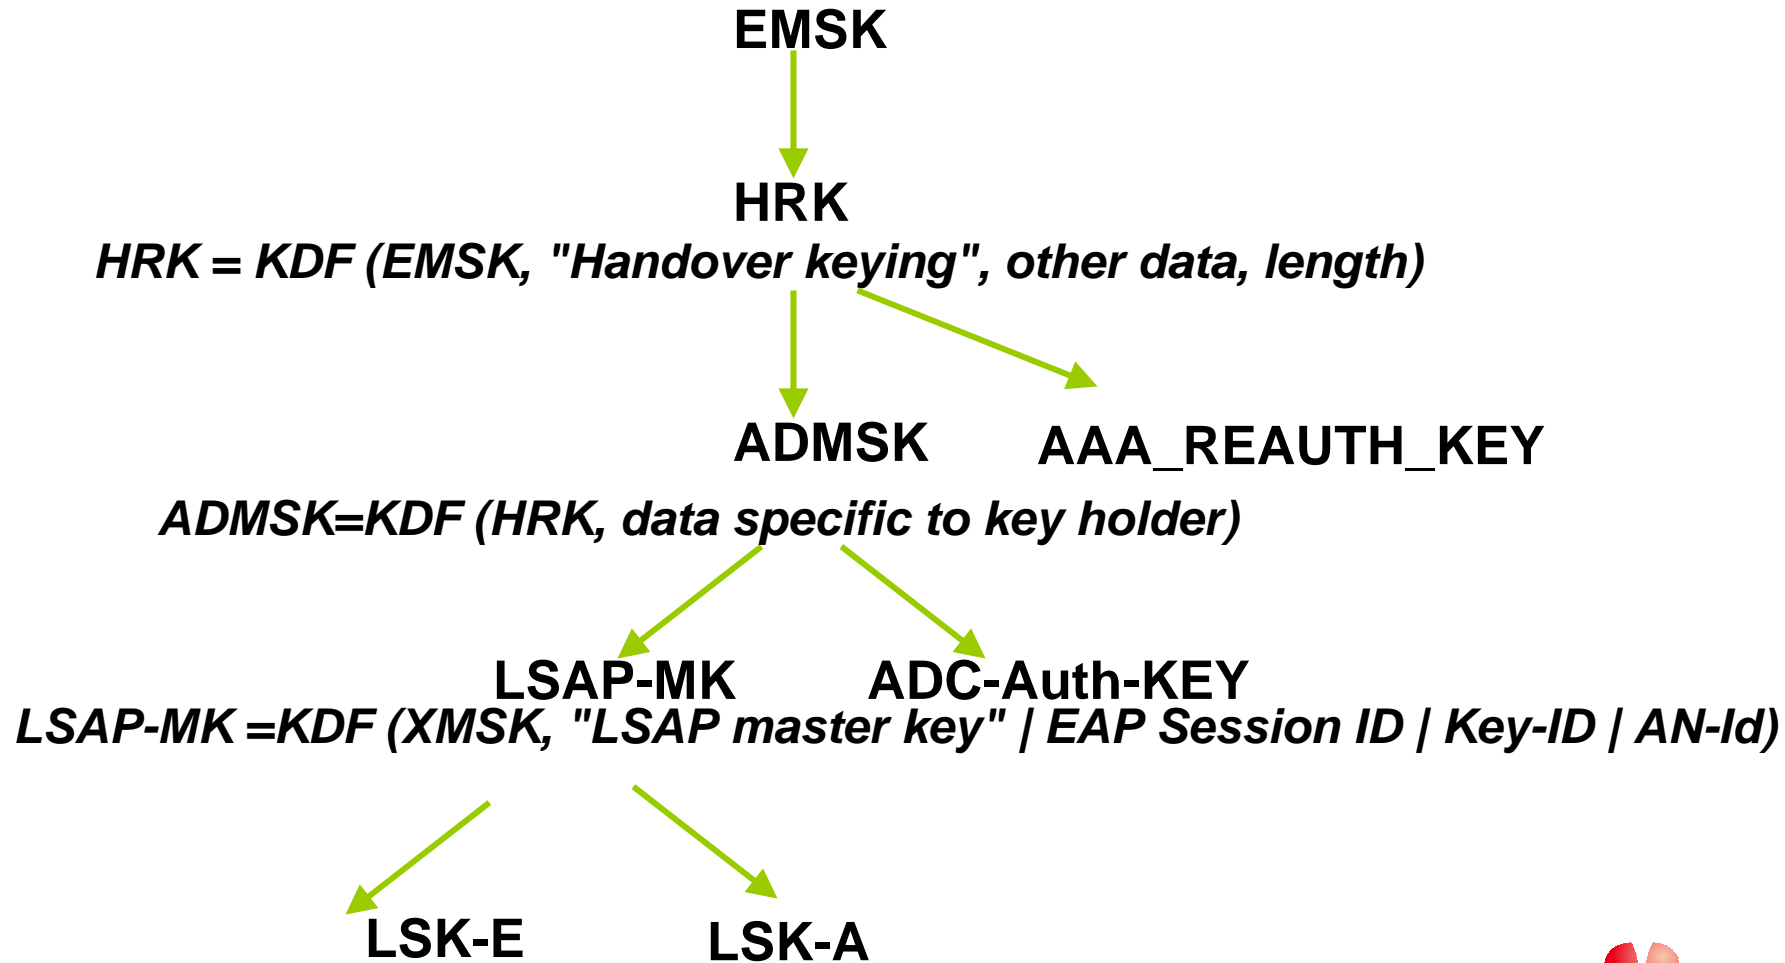 EMSK
HRK
HRK = KDF (EMSK, "Handover keying", other data, length)
ADMSK AAA_REAUTH_KEY
ADMSK=KDF (HRK, data specific to key holder)
LSAP-MK ADC-Auth-KEY
LSAP-MK =KDF (XMSK, "LSAP master key" | EAP Session ID | Key-ID | AN-Id)
LSK-E LSK-A